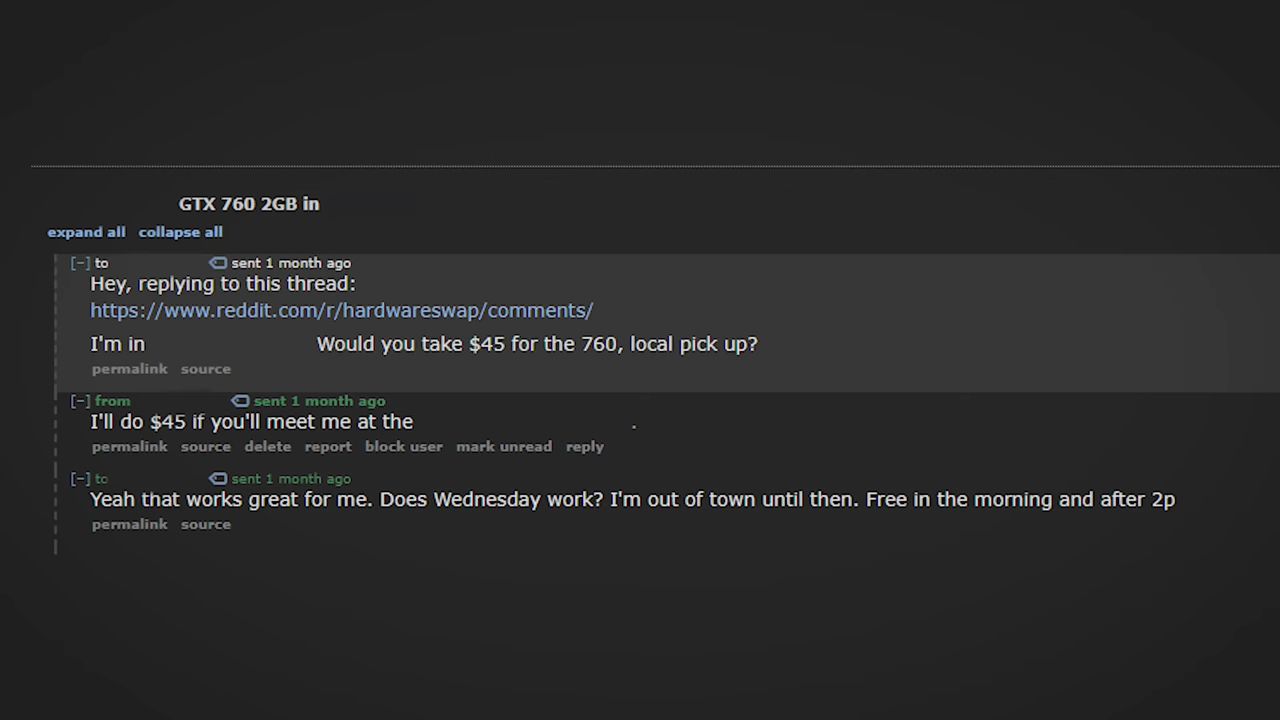 GTX 760 2GB in
expand all collapse all
[-] to sent 1 month ago
Hey, replying to this thread:
https://www.reddit.com/r/hardwareswap/comments/
I'm in Would you take $45 for the 760, local pick up?
permalink source
[-] from sent 1 month ago
I'll do $45 if you'll meet me at the .
permalink source delete report block user mark unread reply
[-] to sent 1 month ago
Yeah that works great for me. Does Wednesday work? I'm out of town until then. Free in the morning and after 2p
permalink source